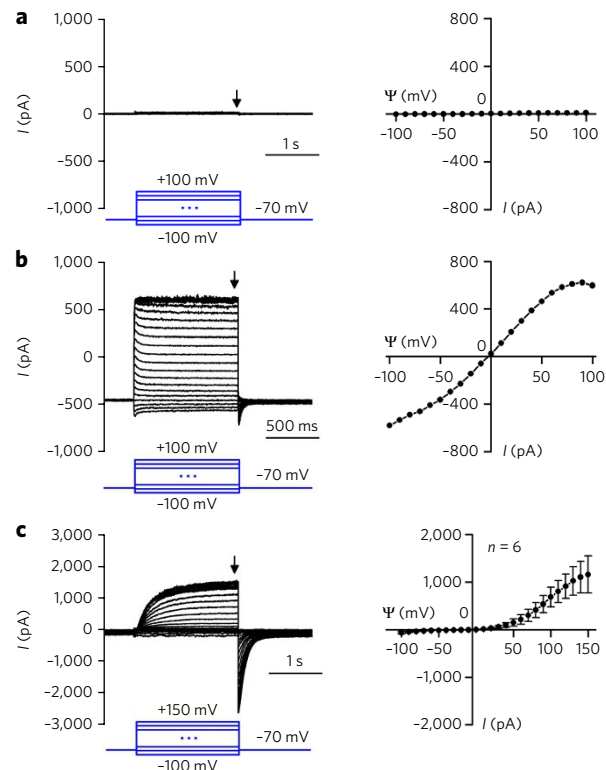 a
1,000
500
0
-500
-1,000
I (pA)
1 s
+100 mV
-70 mV
-100 mV
800
400
0
-400
-800
Ψ (mV)
-100
-50
50
100
I (pA)
b
1,000
500
0
-500
-1,000
I (pA)
500 ms
+100 mV
-70 mV
-100 mV
800
400
0
-400
-800
Ψ (mV)
-100
-50
50
100
I (pA)
c
3,000
2,000
1,000
0
-1,000
-2,000
-3,000
I (pA)
1 s
+150 mV
-70 mV
-100 mV
2,000
1,000
0
-1,000
-2,000
n = 6
Ψ (mV)
-100
-50
50
100
150
I (pA)